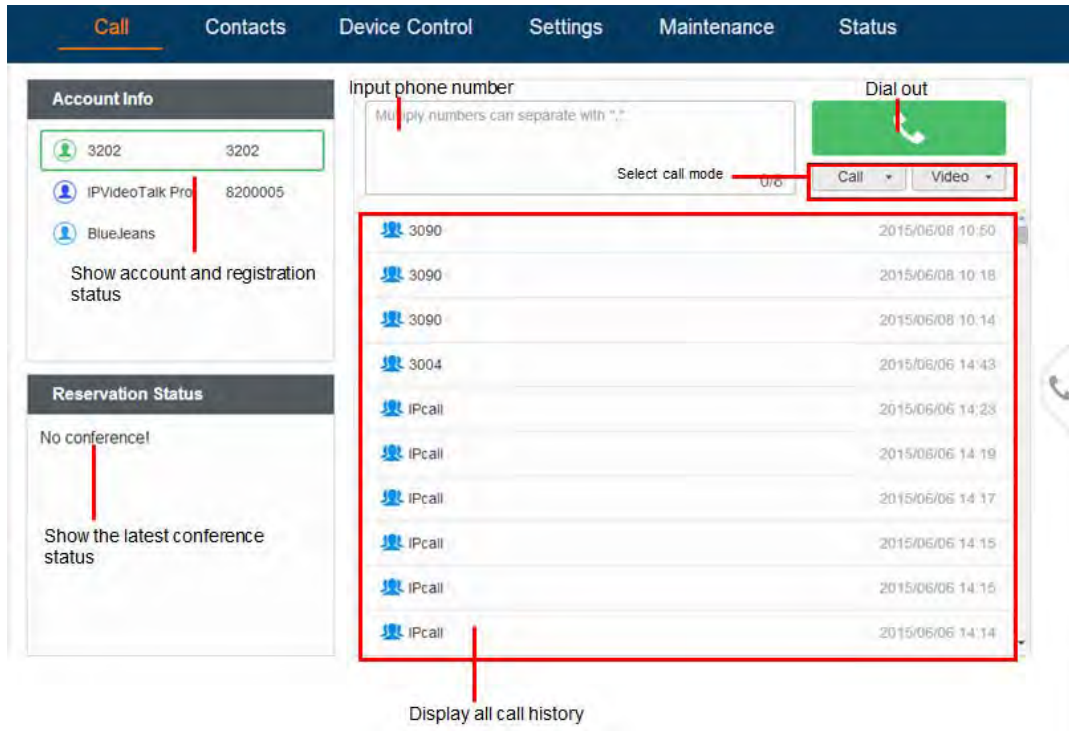 Call Contacts Device Control Settings Maintenance Status
Account Info
3202 3202
IPVideoTalk Pro 8200005
BlueJeans
Show account and registration
status
Reservation Status
No conference!
Show the latest conference
status
Input phone number
Multiply numbers can separate with ","
Select call mode
0/8
Dial out
Call Video
3090 2015/06/08 10:50
3090 2015/06/08 10:18
3090 2015/06/08 10:14
3004 2015/06/06 14:43
IPcall 2015/06/06 14:23
IPcall 2015/06/06 14:19
IPcall 2015/06/06 14:17
IPcall 2015/06/06 14:15
IPcall 2015/06/06 14:15
IPcall 2015/06/06 14:14
Display all call history